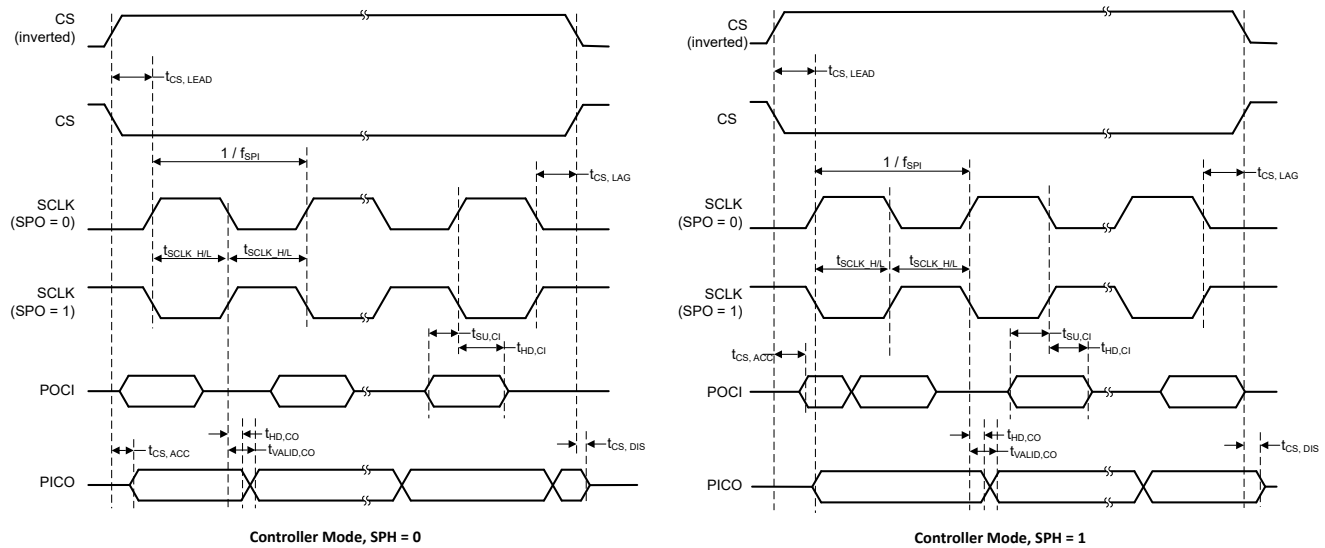 CS
(inverted)
tCS, LEAD
CS
1 / fSPI
tCS, LAG
SCLK
(SPO = 0)
tSCLK_H/L
tSCLK_H/L
SCLK
(SPO = 1)
tSU,CI
tHD,CI
POCI
tHD,CO
tCS, ACC
tVALID,CO
tCS, DIS
PICO
Controller Mode, SPH = 0
CS
(inverted)
tCS, LEAD
CS
1 / fSPI
tCS, LAG
SCLK
(SPO = 0)
tSCLK_H/L
tSCLK_H/L
SCLK
(SPO = 1)
tSU,CI
tHD,CI
tCS, ACC
POCI
tHD,CO
tVALID,CO
tCS, DIS
PICO
Controller Mode, SPH = 1